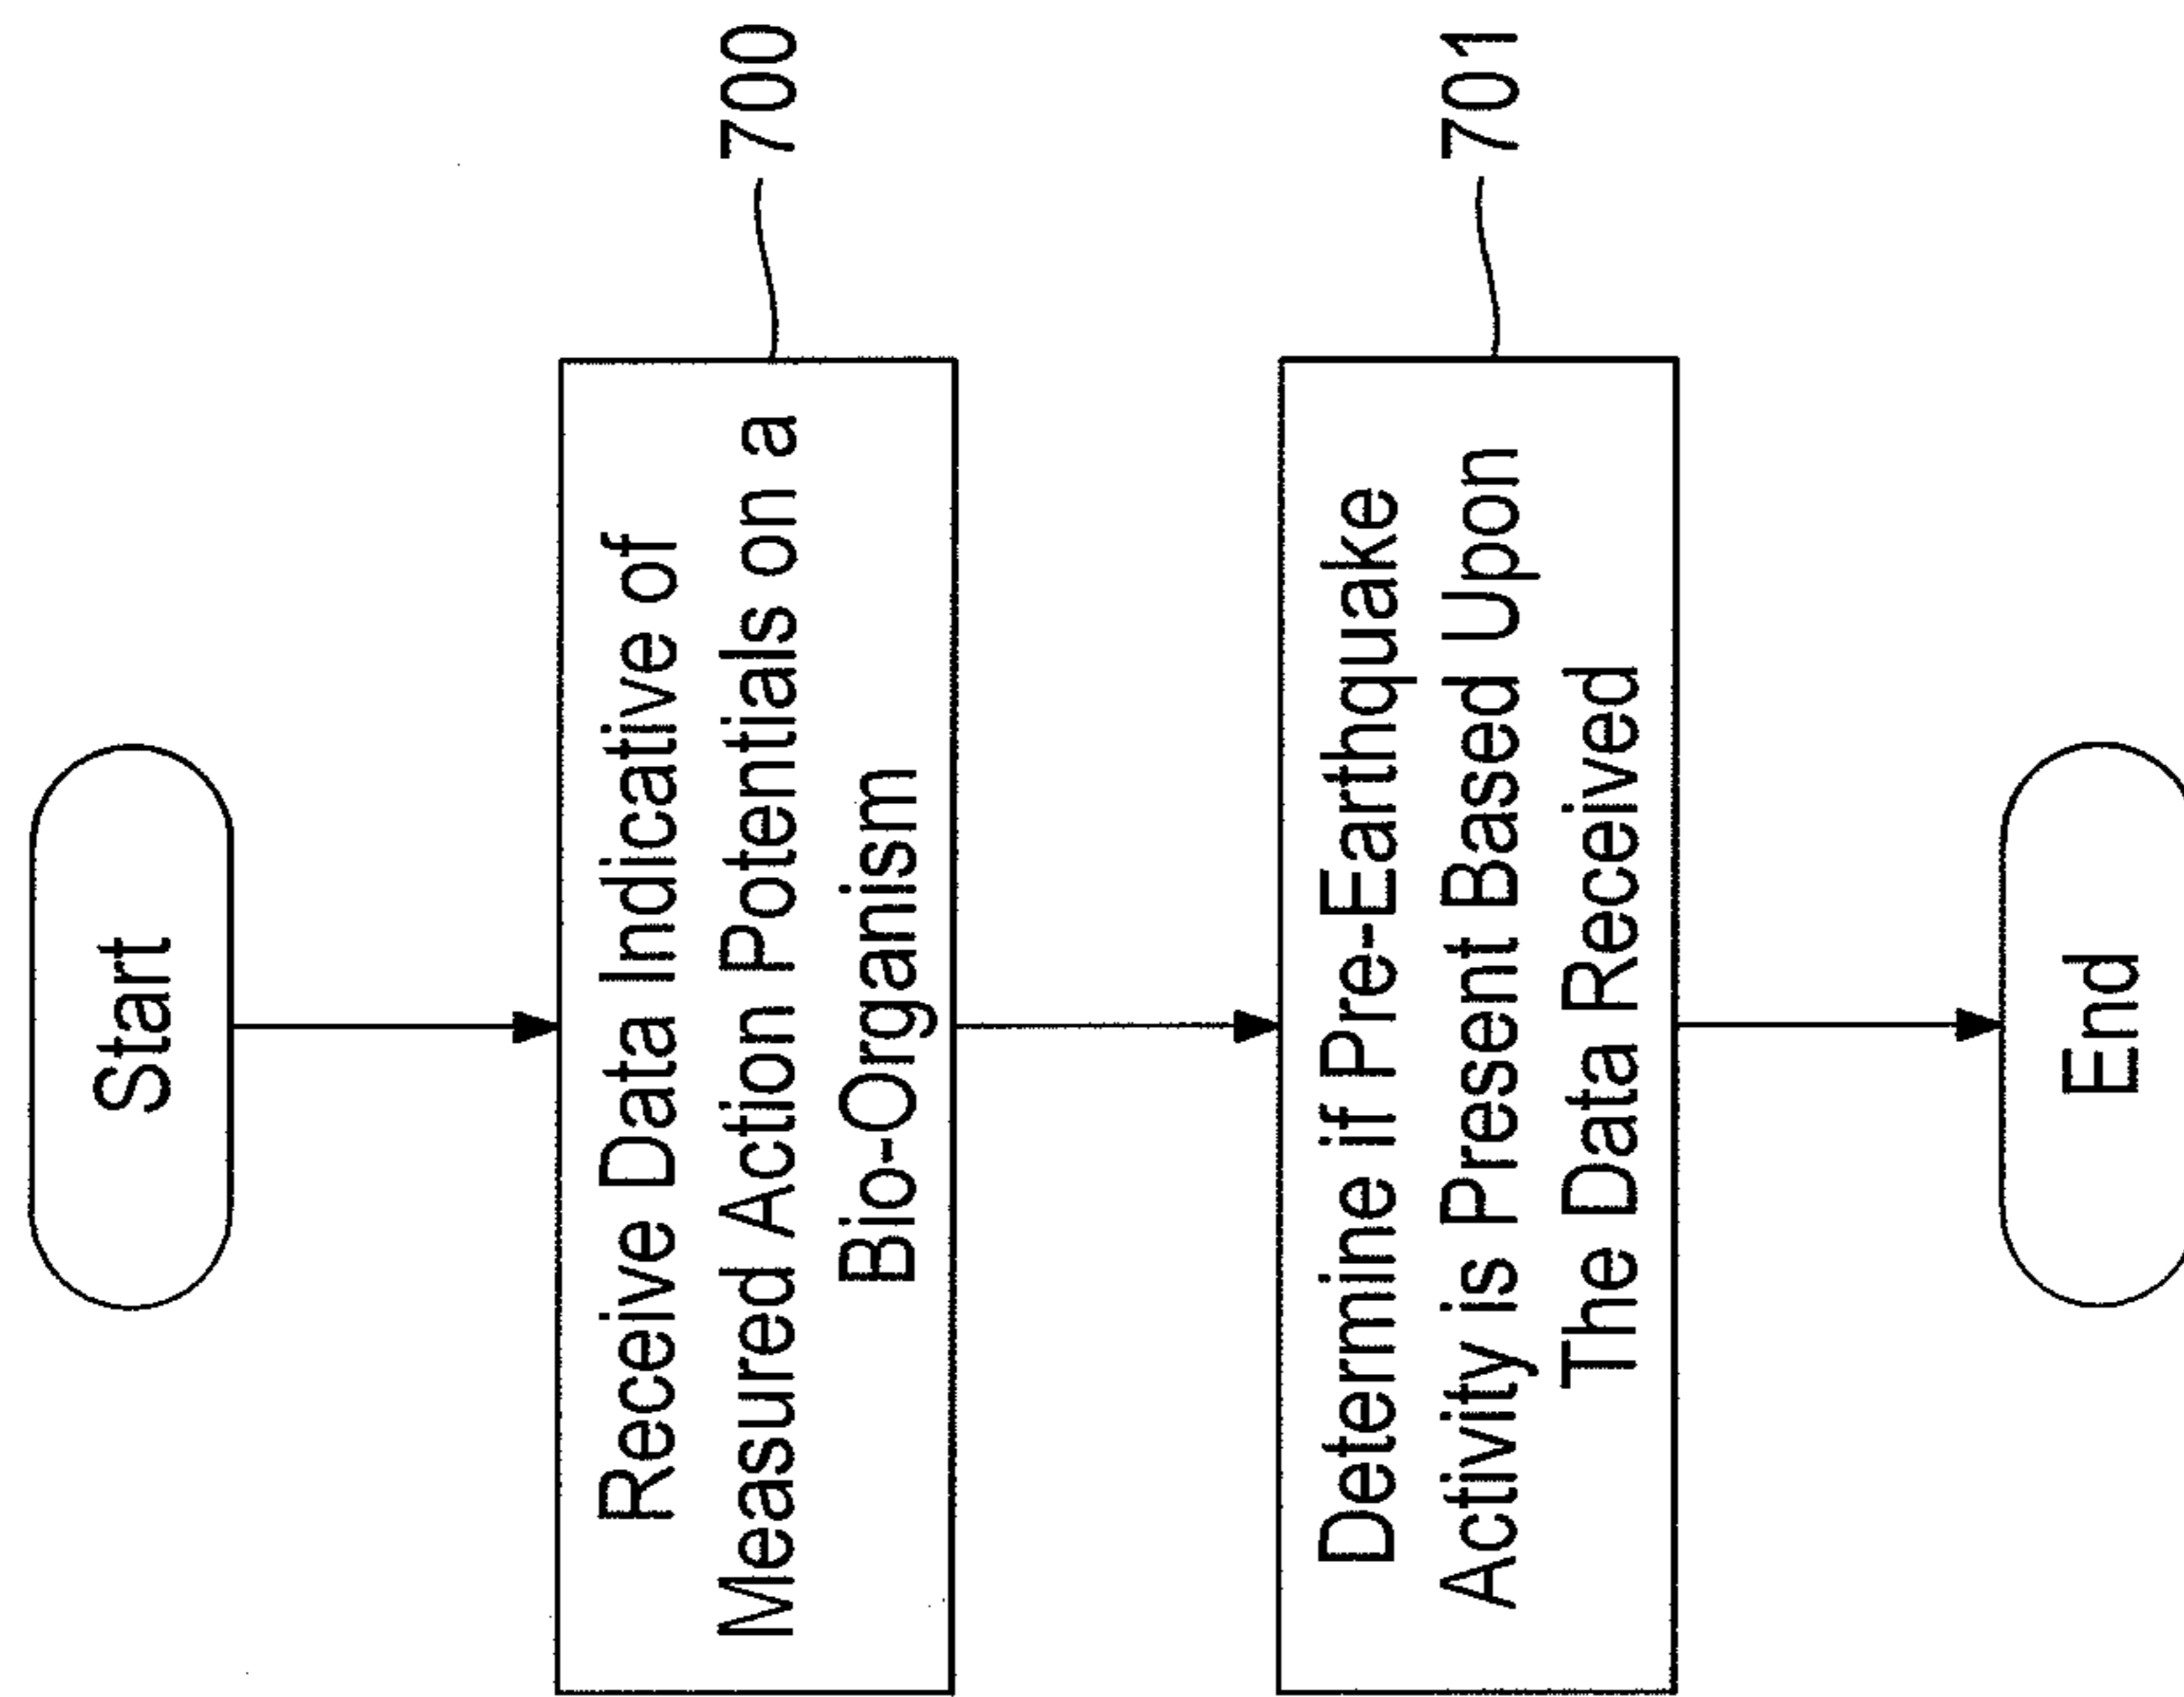 Start
Receive Data Indicative of
Measured Action Potentials on a
Bio-Organism
700
Determine if Pre-Earthquake
Activity is Present Based Upon
The Data Received
701
End